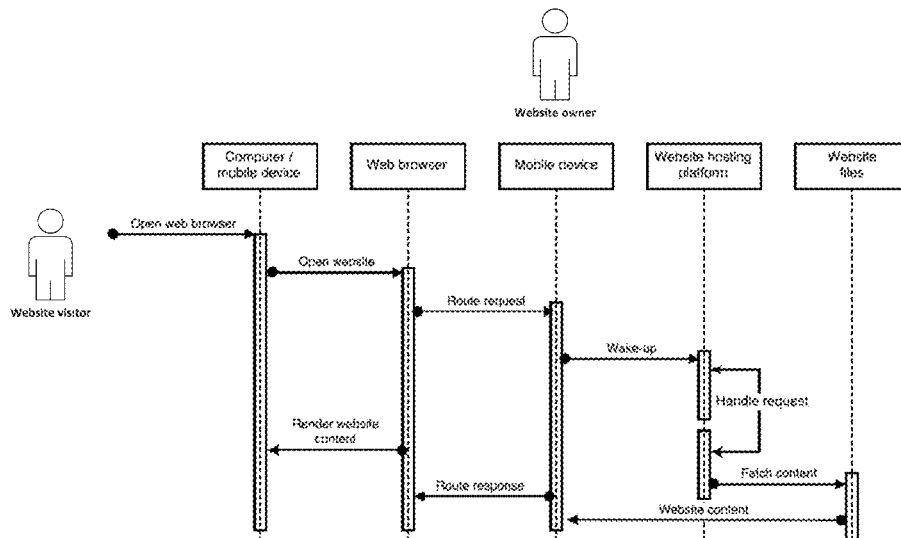 Website owner
Computer /
mobile device
Web browser
Mobile device
Website hosting
platform
Website
files
Open web browser
Website visitor
Open website
Route request
Wake-up
Handle request
Render website
content
Fetch content
Route response
Website content